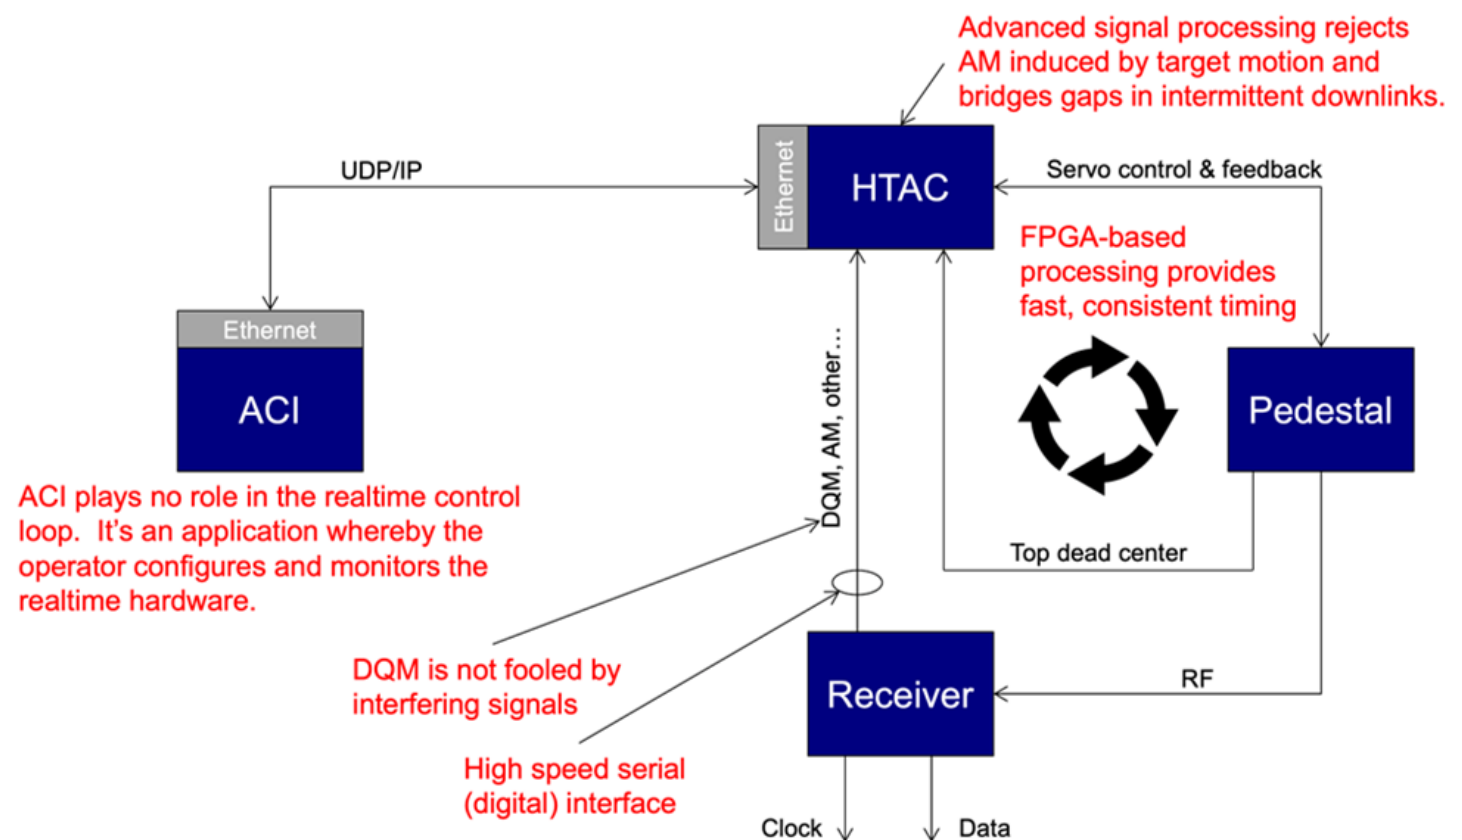 Advanced signal processing rejects
AM induced by target motion and
bridges gaps in intermittent downlinks.
UDP/IP
Ethernet
HTAC
Servo control & feedback
FPGA-based
processing provides
fast, consistent timing
Ethernet
ACI
DQM, AM, other…
Pedestal
ACI plays no role in the realtime control
loop.  It’s an application whereby the
operator configures and monitors the
realtime hardware.
Top dead center
DQM is not fooled by
interfering signals
Receiver
RF
High speed serial
(digital) interface
Clock
Data